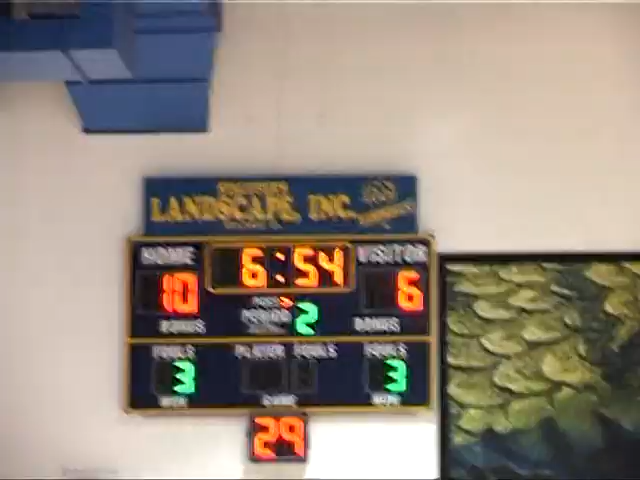 LANDSCAPE, INC.
HOME 6:54 VISITOR
10 POSS 6
PERIOD 2
BONUS BONUS
FOULS PLAYER FOULS FOULS
3 3
29